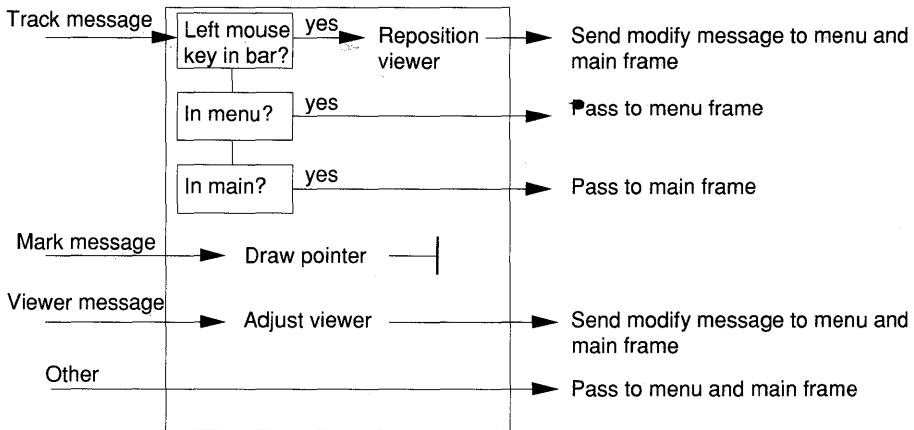 Track message
Left mouse
key in bar?
yes
Reposition
viewer
Send modify message to menu and
main frame
In menu?
yes
Pass to menu frame
In main?
yes
Pass to main frame
Mark message
Draw pointer
Viewer message
Adjust viewer
Send modify message to menu and
main frame
Other
Pass to menu and main frame